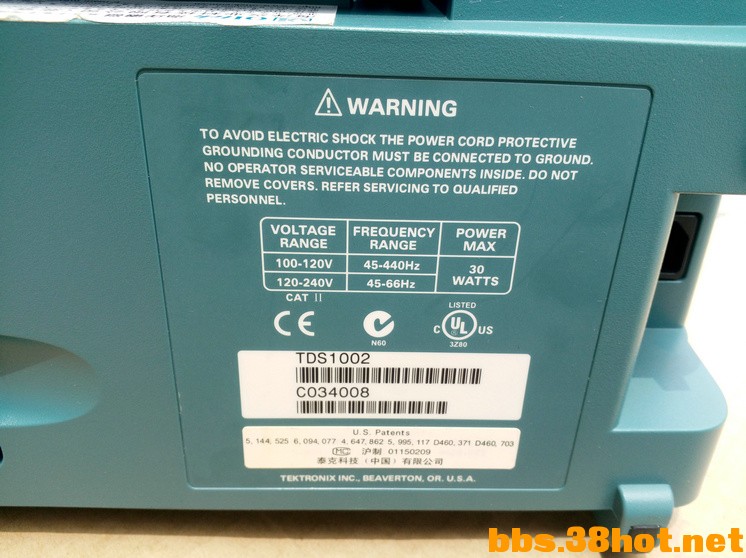 WARNING
TO AVOID ELECTRIC SHOCK THE POWER CORD PROTECTIVE
GROUNDING CONDUCTOR MUST BE CONNECTED TO GROUND.
NO OPERATOR SERVICEABLE COMPONENTS INSIDE. DO NOT
REMOVE COVERS. REFER SERVICING TO QUALIFIED
PERSONNEL.
VOLTAGE RANGE FREQUENCY RANGE POWER MAX
100-120V 45-440Hz 30 WATTS
120-240V 45-66Hz
CAT II
CE
N60
LISTED
C UL US
3Z80
TDS1002
C034008
U.S. Patents
5, 144, 525 6, 094, 077 4, 647, 862 5, 995, 117 D460, 371 D460, 703
MC 沪制 01150209
泰克科技（中国）有限公司
TEKTRONIX INC., BEAVERTON, OR. U.S.A.
bbs.38hot.net